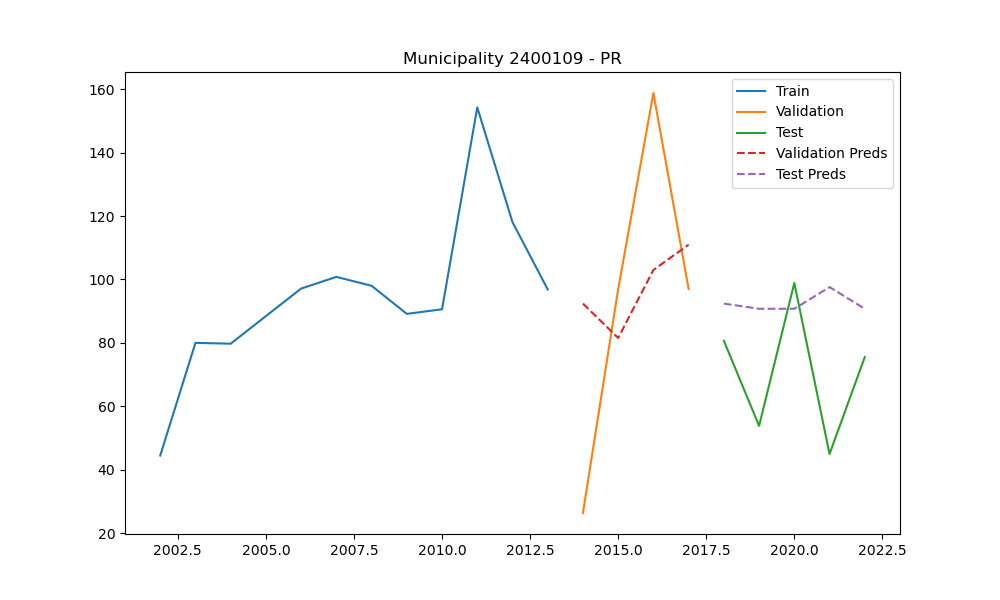 Municipality 2400109 - PR
160
140
120
100
80
60
40
20
Train
Validation
Test
Validation Preds
Test Preds
2002.5 2005.0 2007.5 2010.0 2012.5 2015.0 2017.5 2020.0 2022.5